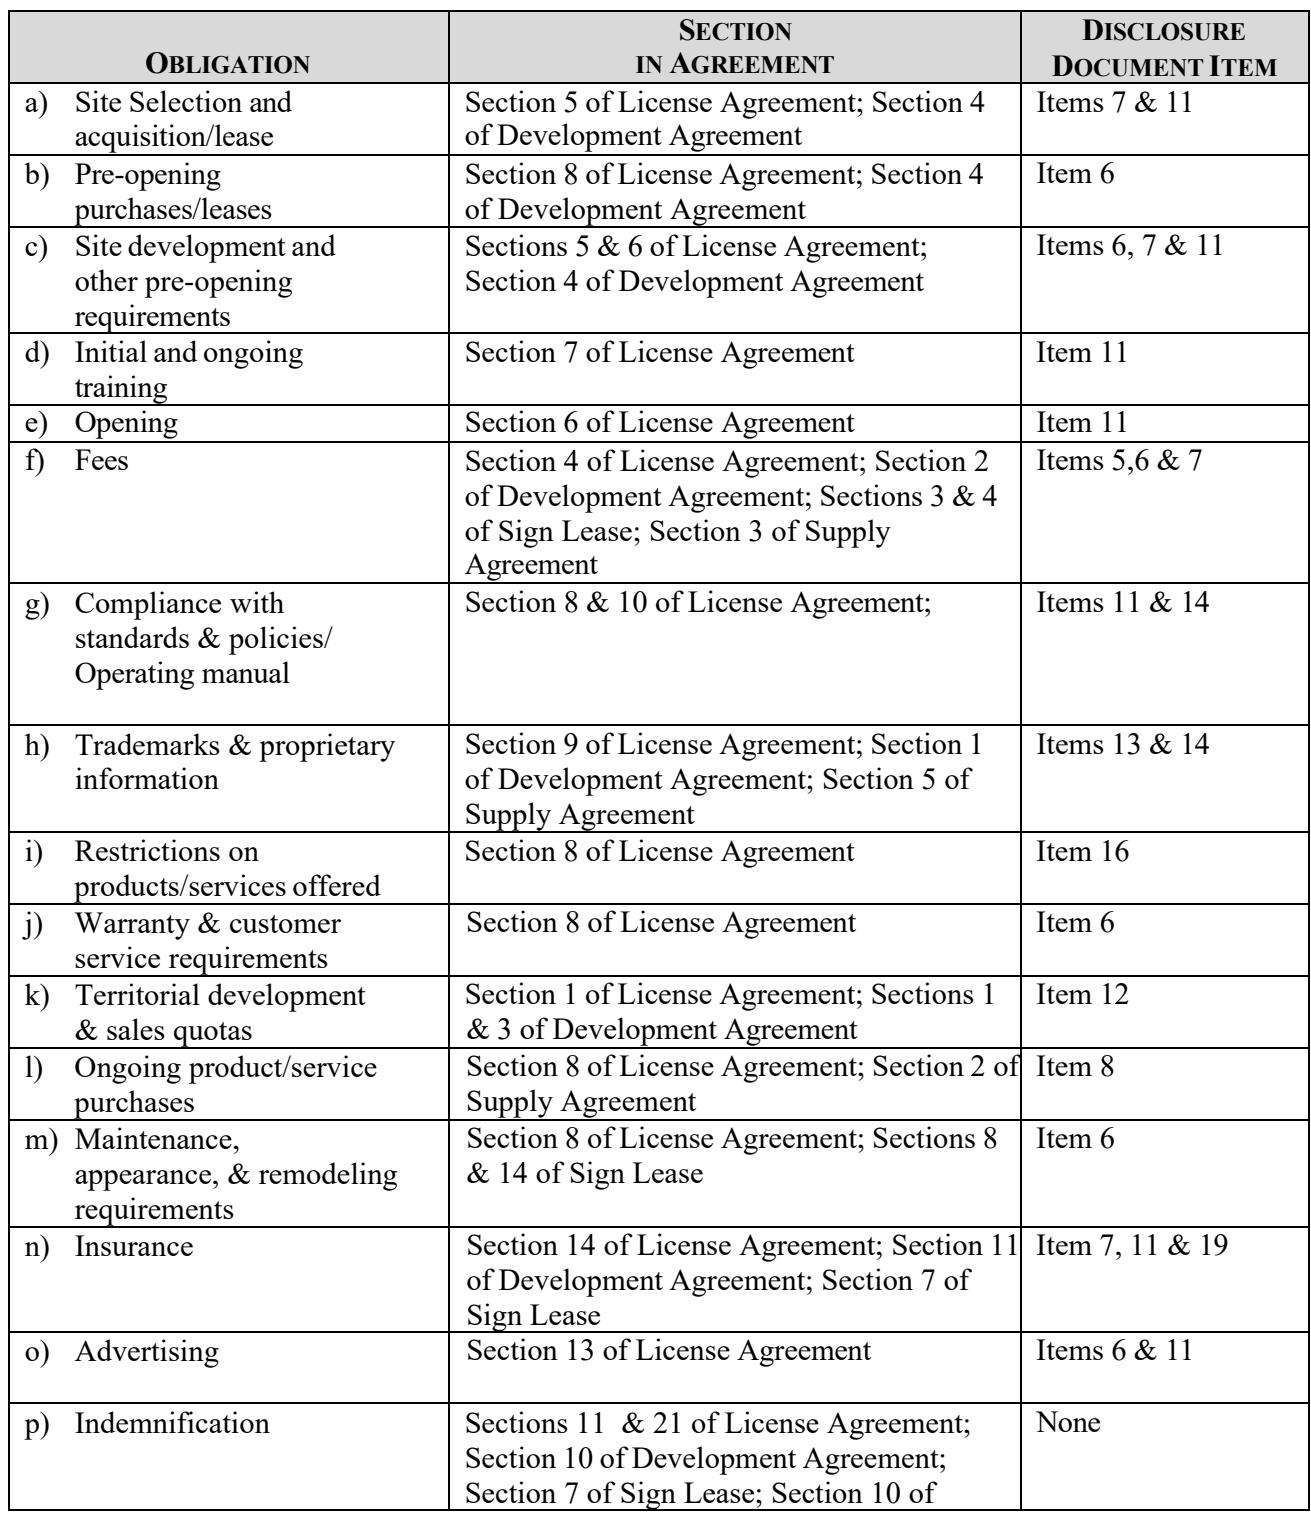 OBLIGATION
SECTION
IN AGREEMENT
DISCLOSURE
DOCUMENT ITEM
a) Site Selection and
acquisition/lease
Section 5 of License Agreement; Section 4
of Development Agreement
Items 7 & 11
b) Pre-opening
purchases/leases
Section 8 of License Agreement; Section 4
of Development Agreement
Item 6
c) Site development and
other pre-opening
requirements
Sections 5 & 6 of License Agreement;
Section 4 of Development Agreement
Items 6, 7 & 11
d) Initial and ongoing
training
Section 7 of License Agreement
Item 11
e) Opening
Section 6 of License Agreement
Item 11
f) Fees
Section 4 of License Agreement; Section 2
of Development Agreement; Sections 3 & 4
of Sign Lease; Section 3 of Supply
Agreement
Items 5,6 & 7
g) Compliance with
standards & policies/
Operating manual
Section 8 & 10 of License Agreement;
Items 11 & 14
h) Trademarks & proprietary
information
Section 9 of License Agreement; Section 1
of Development Agreement; Section 5 of
Supply Agreement
Items 13 & 14
i) Restrictions on
products/services offered
Section 8 of License Agreement
Item 16
j) Warranty & customer
service requirements
Section 8 of License Agreement
Item 6
k) Territorial development
& sales quotas
Section 1 of License Agreement; Sections 1
& 3 of Development Agreement
Item 12
l) Ongoing product/service
purchases
Section 8 of License Agreement; Section 2 of
Supply Agreement
Item 8
m) Maintenance,
appearance, & remodeling
requirements
Section 8 of License Agreement; Sections 8
& 14 of Sign Lease
Item 6
n) Insurance
Section 14 of License Agreement; Section 11
of Development Agreement; Section 7 of
Sign Lease
Item 7, 11 & 19
o) Advertising
Section 13 of License Agreement
Items 6 & 11
p) Indemnification
Sections 11 & 21 of License Agreement;
Section 10 of Development Agreement;
Section 7 of Sign Lease; Section 10 of
None